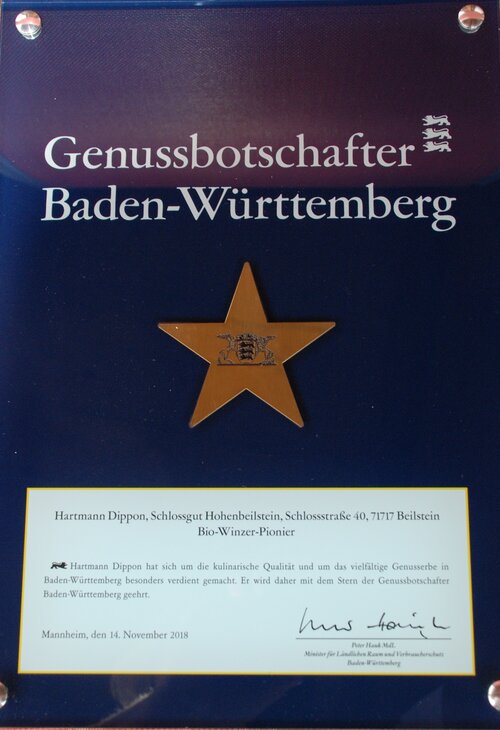 Genussbotschafter
Baden-Württemberg
Hartmann Dippon, Schlossgut Hohenbeilstein, Schlossstraße 40, 71717 Beilstein
Bio-Winzer-Pionier
Hartmann Dippon hat sich um die kulinarische Qualität und um das vielfältige Genusserbe in
Baden-Württemberg besonders verdient gemacht. Er wird daher mit dem Stern der Genussbotschafter
Baden-Württemberg geehrt.
Mannheim, den 14. November 2018
Peter Hauk MdL,
Minister für Ländlichen Raum und Verbraucherschutz
Baden-Württemberg